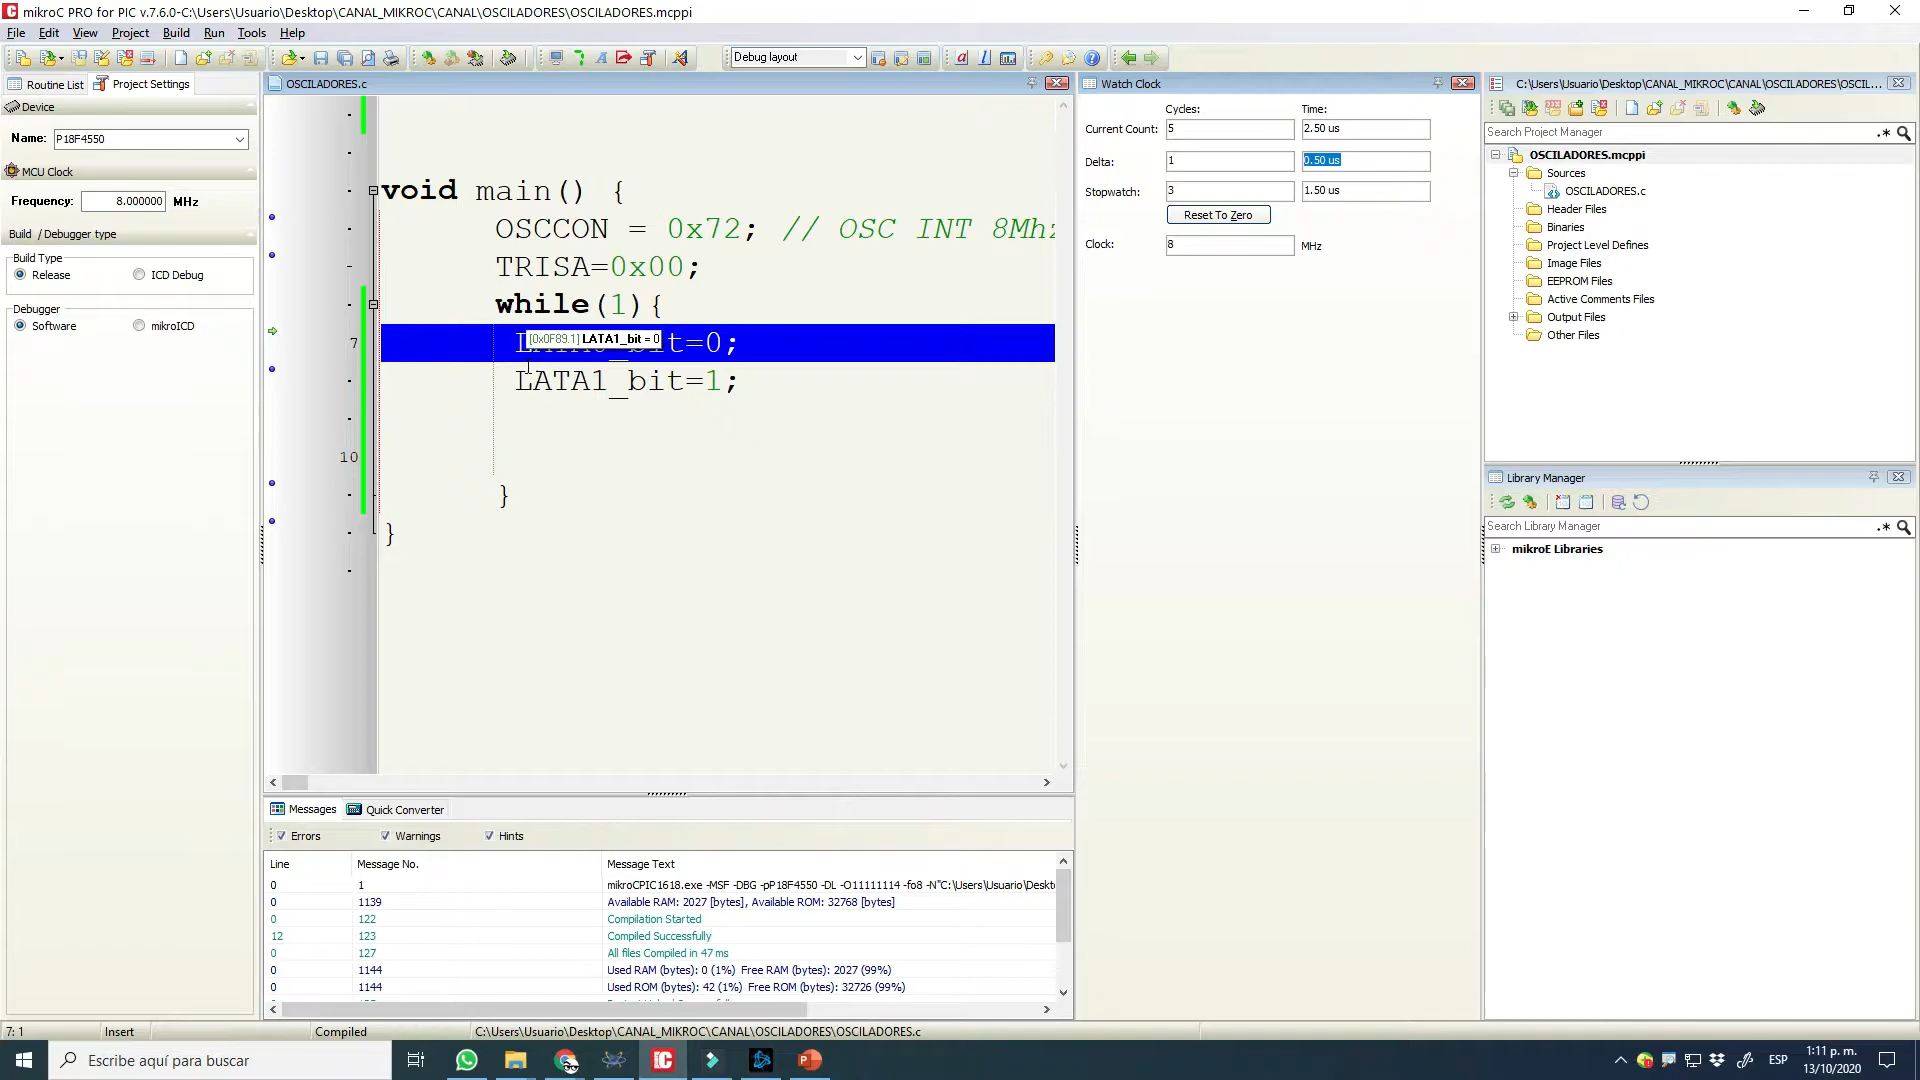 mikroC PRO for PIC v.7.6.0-C:\Users\Usuario\Desktop\CANAL_MIKROC\CANAL\OSCILADORES\OSCILADORES.mcppi
File Edit View Project Build Run Tools Help
Debug layout
Routine List Project Settings
Device
Name: P18F4550
MCU Clock
Frequency: 8.000000 MHz
Build / Debugger type
Build Type
Release ICD Debug
Debugger
Software mikroICD
OSCILADORES.c
void main() {
OSCCON = 0x72; // OSC INT 8Mhz
TRISA=0x00;
while(1){
7
[0x0F89.1] LATA1_bit = 0
bit=0;
LATA1_bit=1;
10
}
}
Watch Clock
Cycles: Time:
Current Count: 5 2.50 us
Delta: 1 0.50 us
Stopwatch: 3 1.50 us
Reset To Zero
Clock: 8 MHz
C:\Users\Usuario\Desktop\CANAL_MIKROC\CANAL\OSCILADORES\OSCIL...
Search Project Manager .*
OSCILADORES.mcppi
Sources
OSCILADORES.c
Header Files
Binaries
Project Level Defines
Image Files
EEPROM Files
Active Comments Files
Output Files
Other Files
Library Manager
Search Library Manager .*
mikroE Libraries
Messages Quick Converter
Errors Warnings Hints
Line Message No. Message Text
0 1 mikroCPIC1618.exe -MSF -DBG -pP18F4550 -DL -O11111114 -fo8 -N"C:\Users\Usuario\Deskto
0 1139 Available RAM: 2027 [bytes], Available ROM: 32768 [bytes]
0 122 Compilation Started
12 123 Compiled Successfully
0 127 All files Compiled in 47 ms
0 1144 Used RAM (bytes): 0 (1%) Free RAM (bytes): 2027 (99%)
0 1144 Used ROM (bytes): 42 (1%) Free ROM (bytes): 32726 (99%)
7: 1 Insert Compiled C:\Users\Usuario\Desktop\CANAL_MIKROC\CANAL\OSCILADORES\OSCILADORES.c
Escribe aquí para buscar
ESP
1:11 p. m.
13/10/2020